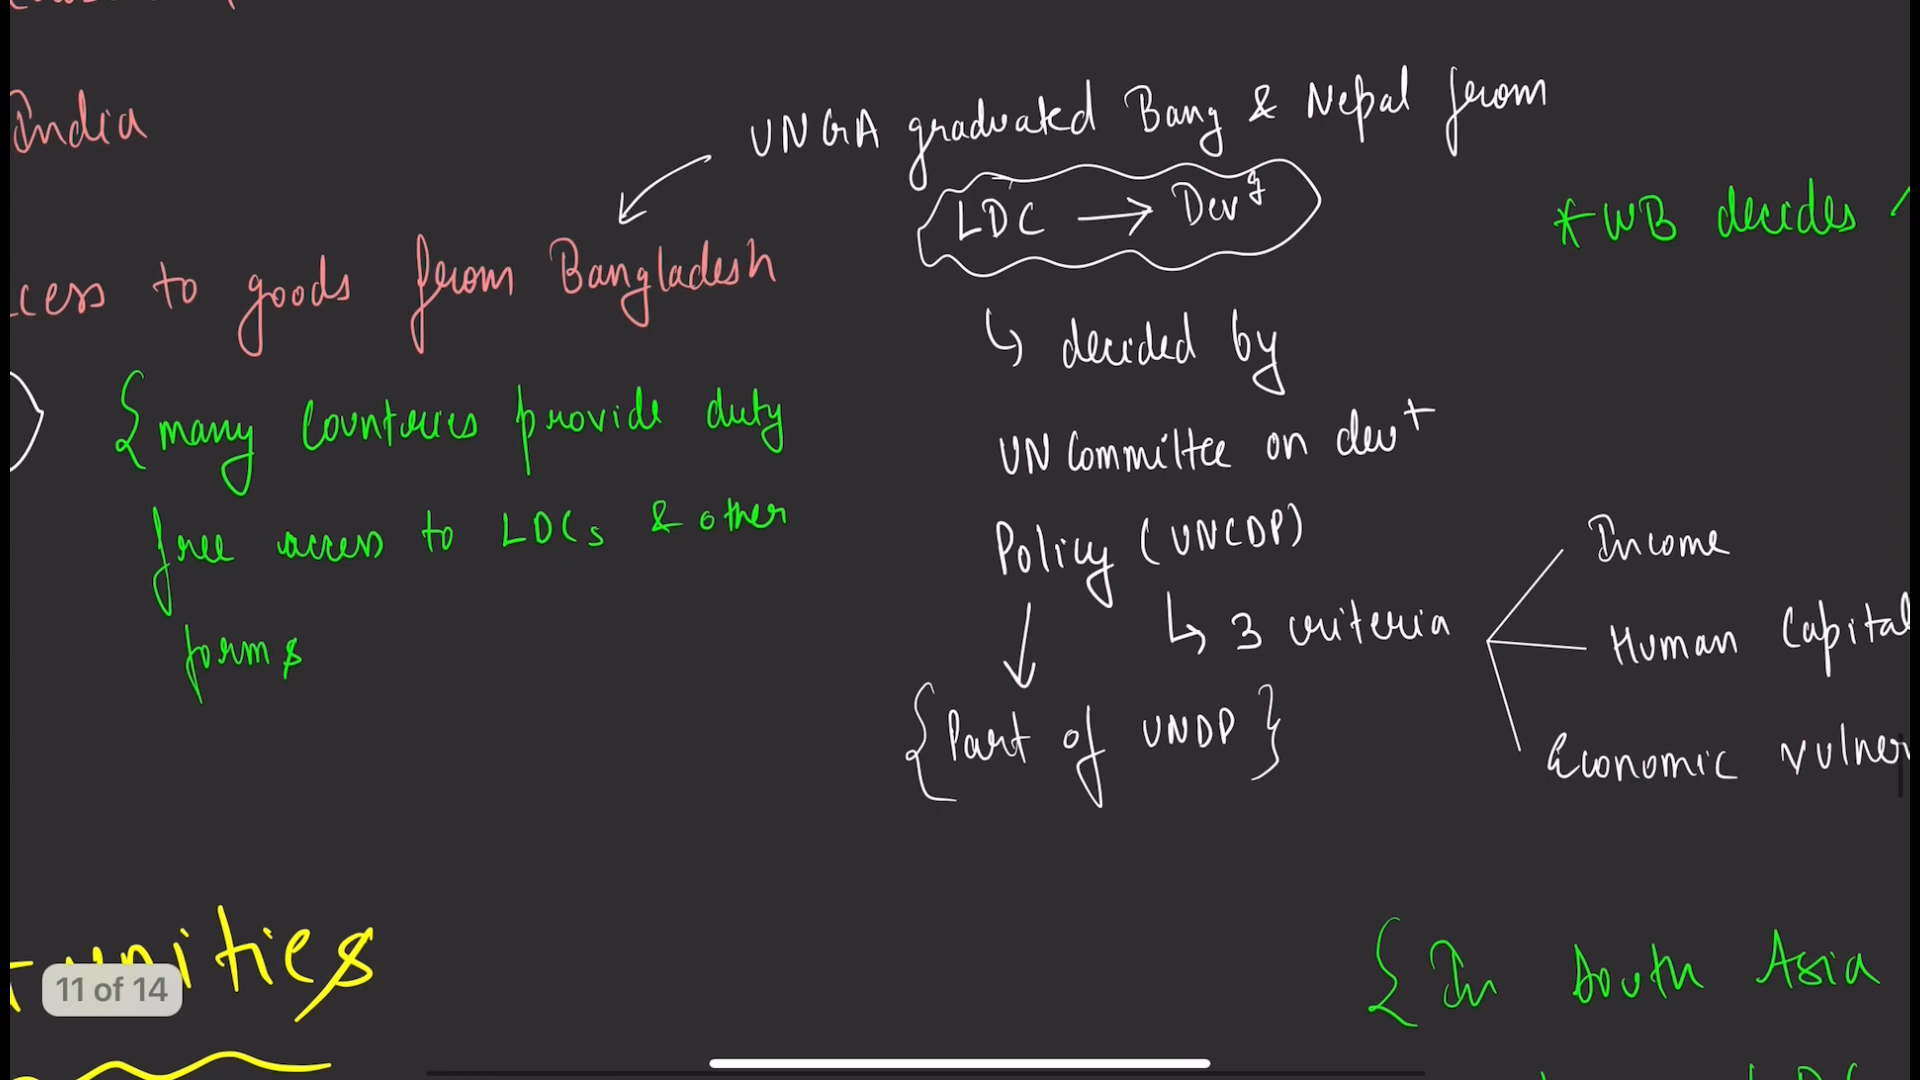 India
UNGA graduated Bang & Nepal from
LDC → Devg
* WB decides
cess to goods from Bangladesh
↳ decided by
{many Countries provide duty
free access to LDCs & other
forms
UN Committee on devt
Policy (UNCDP)
↳ 3 criteria
Income
Human Capital
Economic vulner
{Part of UNDP}
unities
11 of 14
{In South Asia